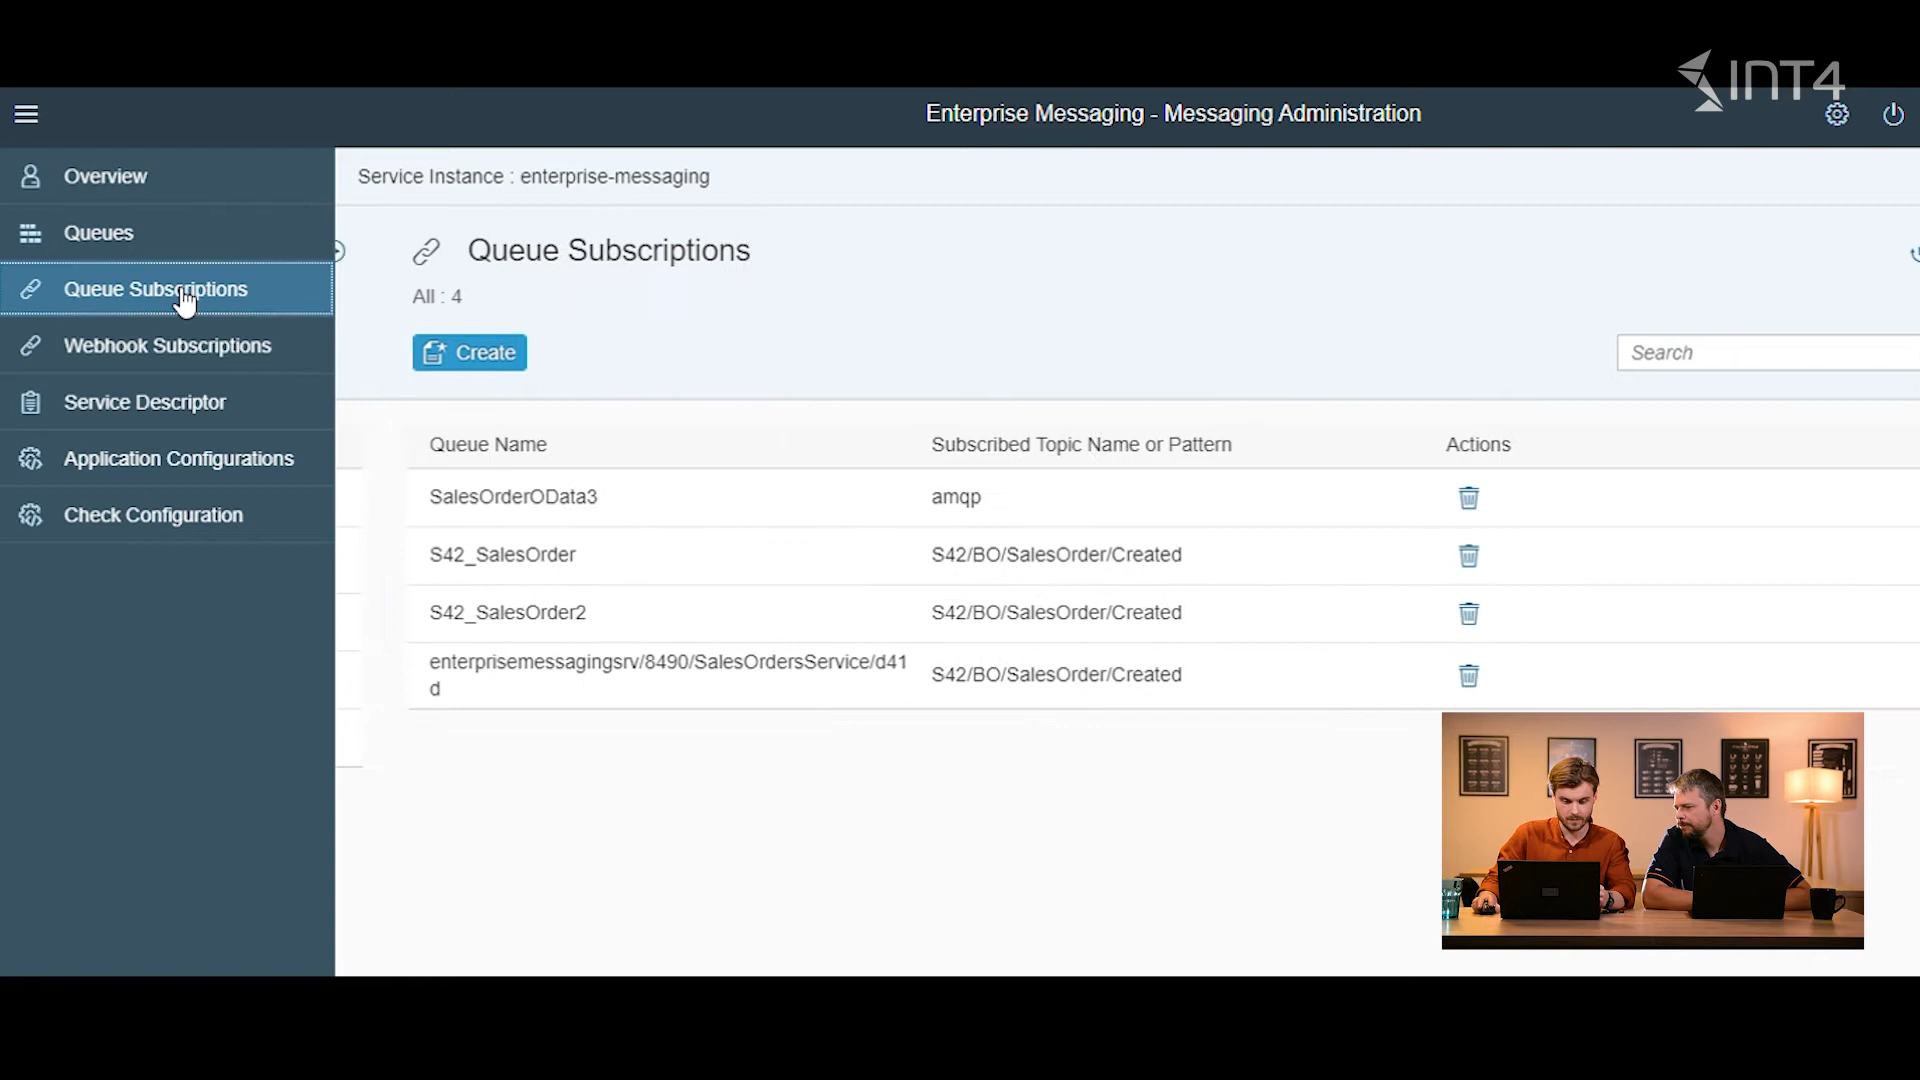 INT4
Enterprise Messaging - Messaging Administration
Overview
Queues
Queue Subscriptions
Webhook Subscriptions
Service Descriptor
Application Configurations
Check Configuration
Service Instance : enterprise-messaging
Queue Subscriptions
All : 4
Create
Search
Queue Name Subscribed Topic Name or Pattern Actions
SalesOrderOData3 amqp
S42_SalesOrder S42/BO/SalesOrder/Created
S42_SalesOrder2 S42/BO/SalesOrder/Created
enterprisemessagingsrv/8490/SalesOrdersService/d41
d S42/BO/SalesOrder/Created